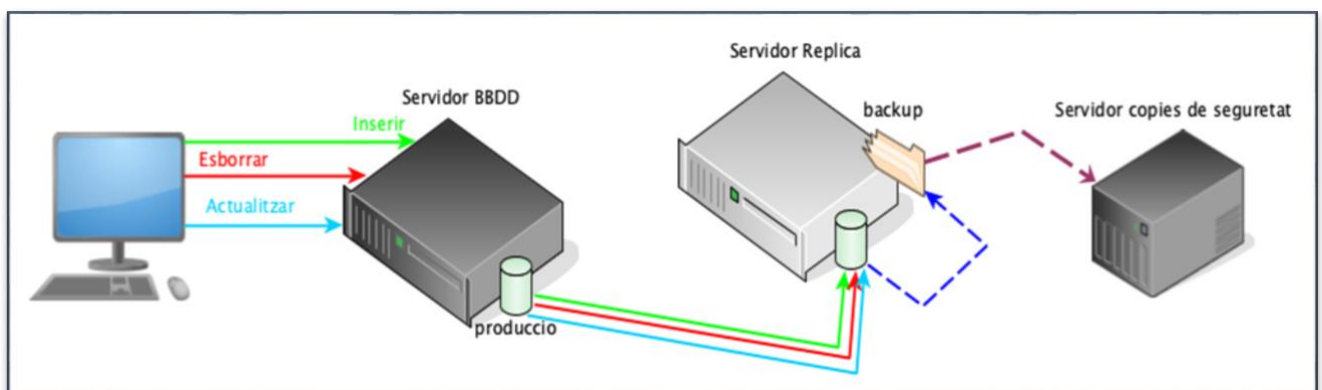 Servidor Replica
Servidor BBDD
backup
Servidor copies de seguretat
Inserir
Esborrar
Actualitzar
produccio